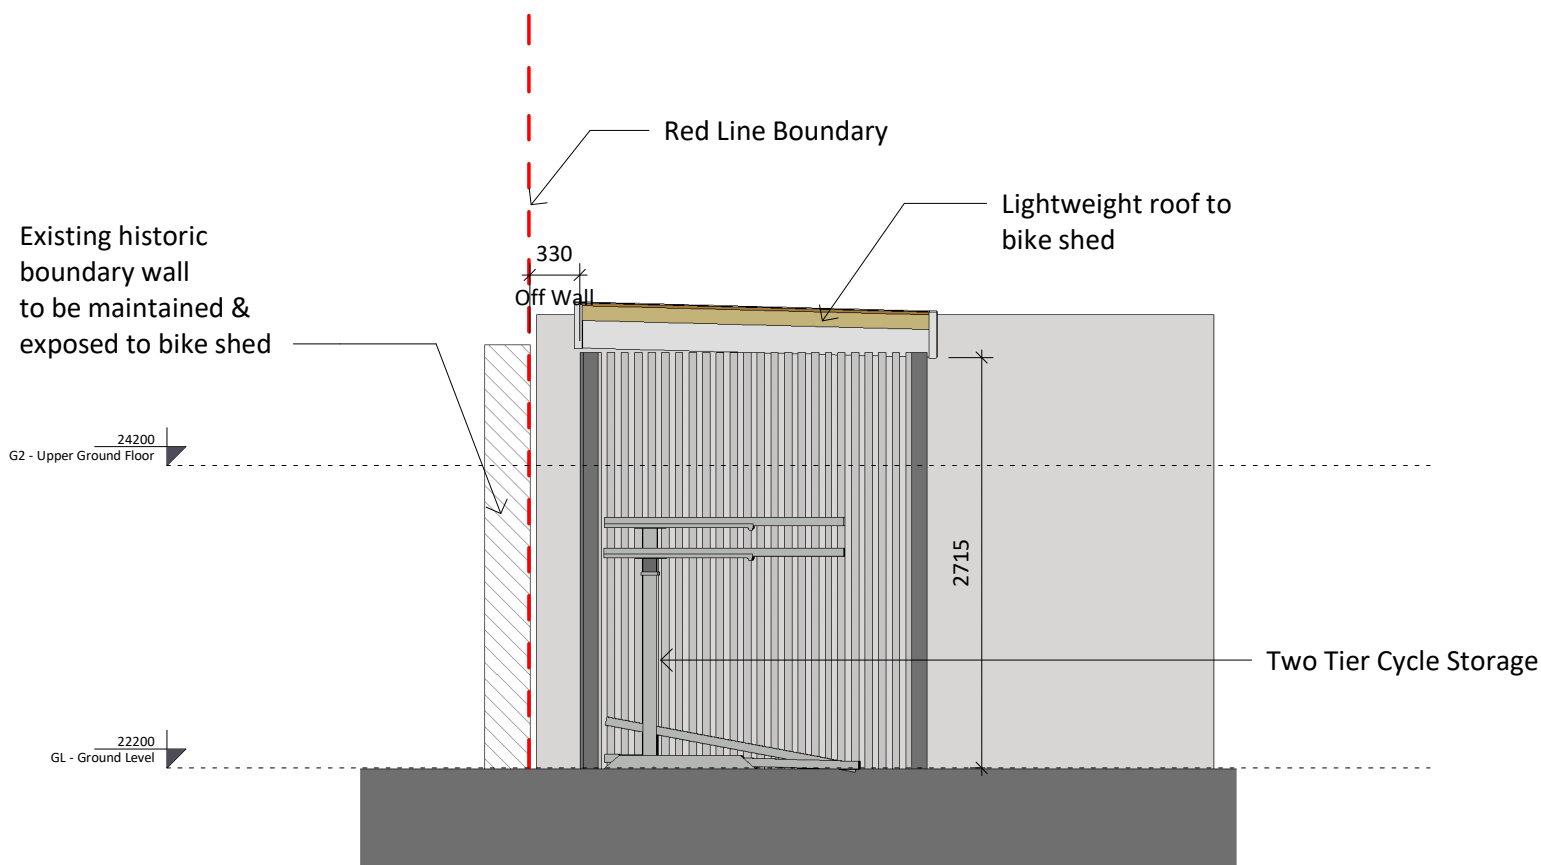 Red Line Boundary
Lightweight roof to
bike shed
Existing historic
boundary wall
to be maintained &
exposed to bike shed
330
Off Wall
24200
G2 - Upper Ground Floor
2715
Two Tier Cycle Storage
22200
GL - Ground Level